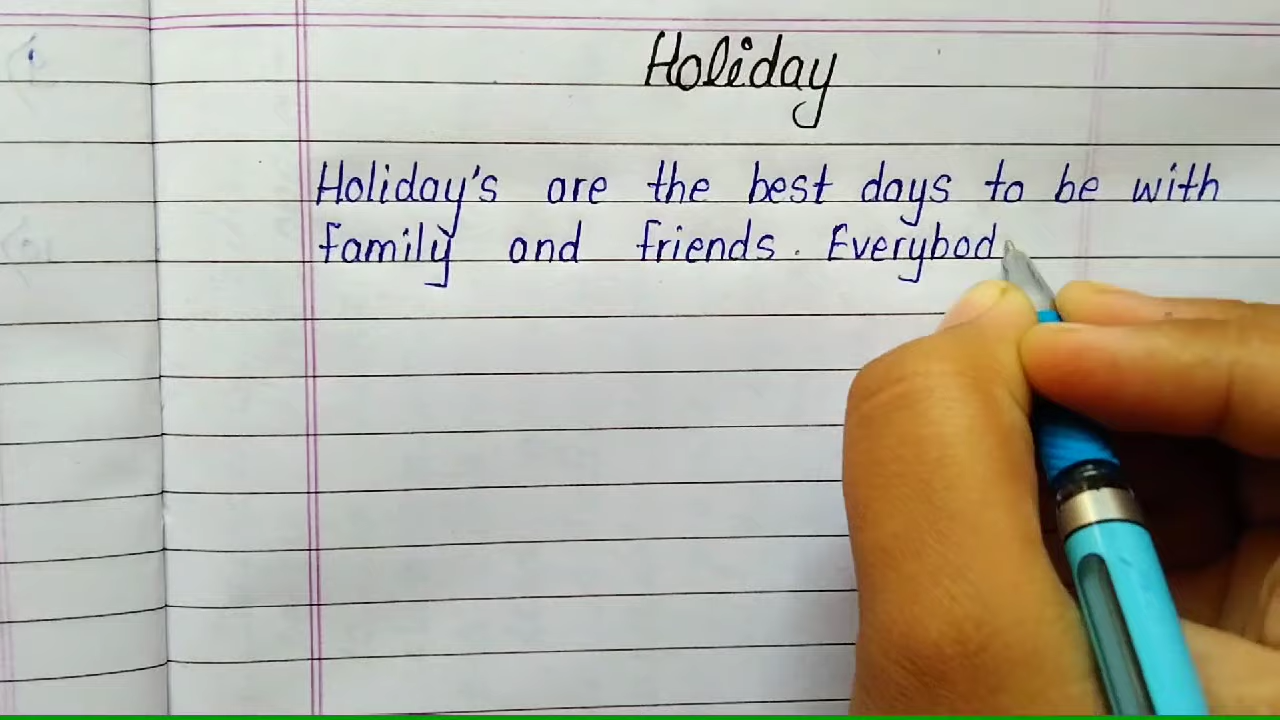 Holiday
Holiday's are the best days to be with
family and friends. Everybod